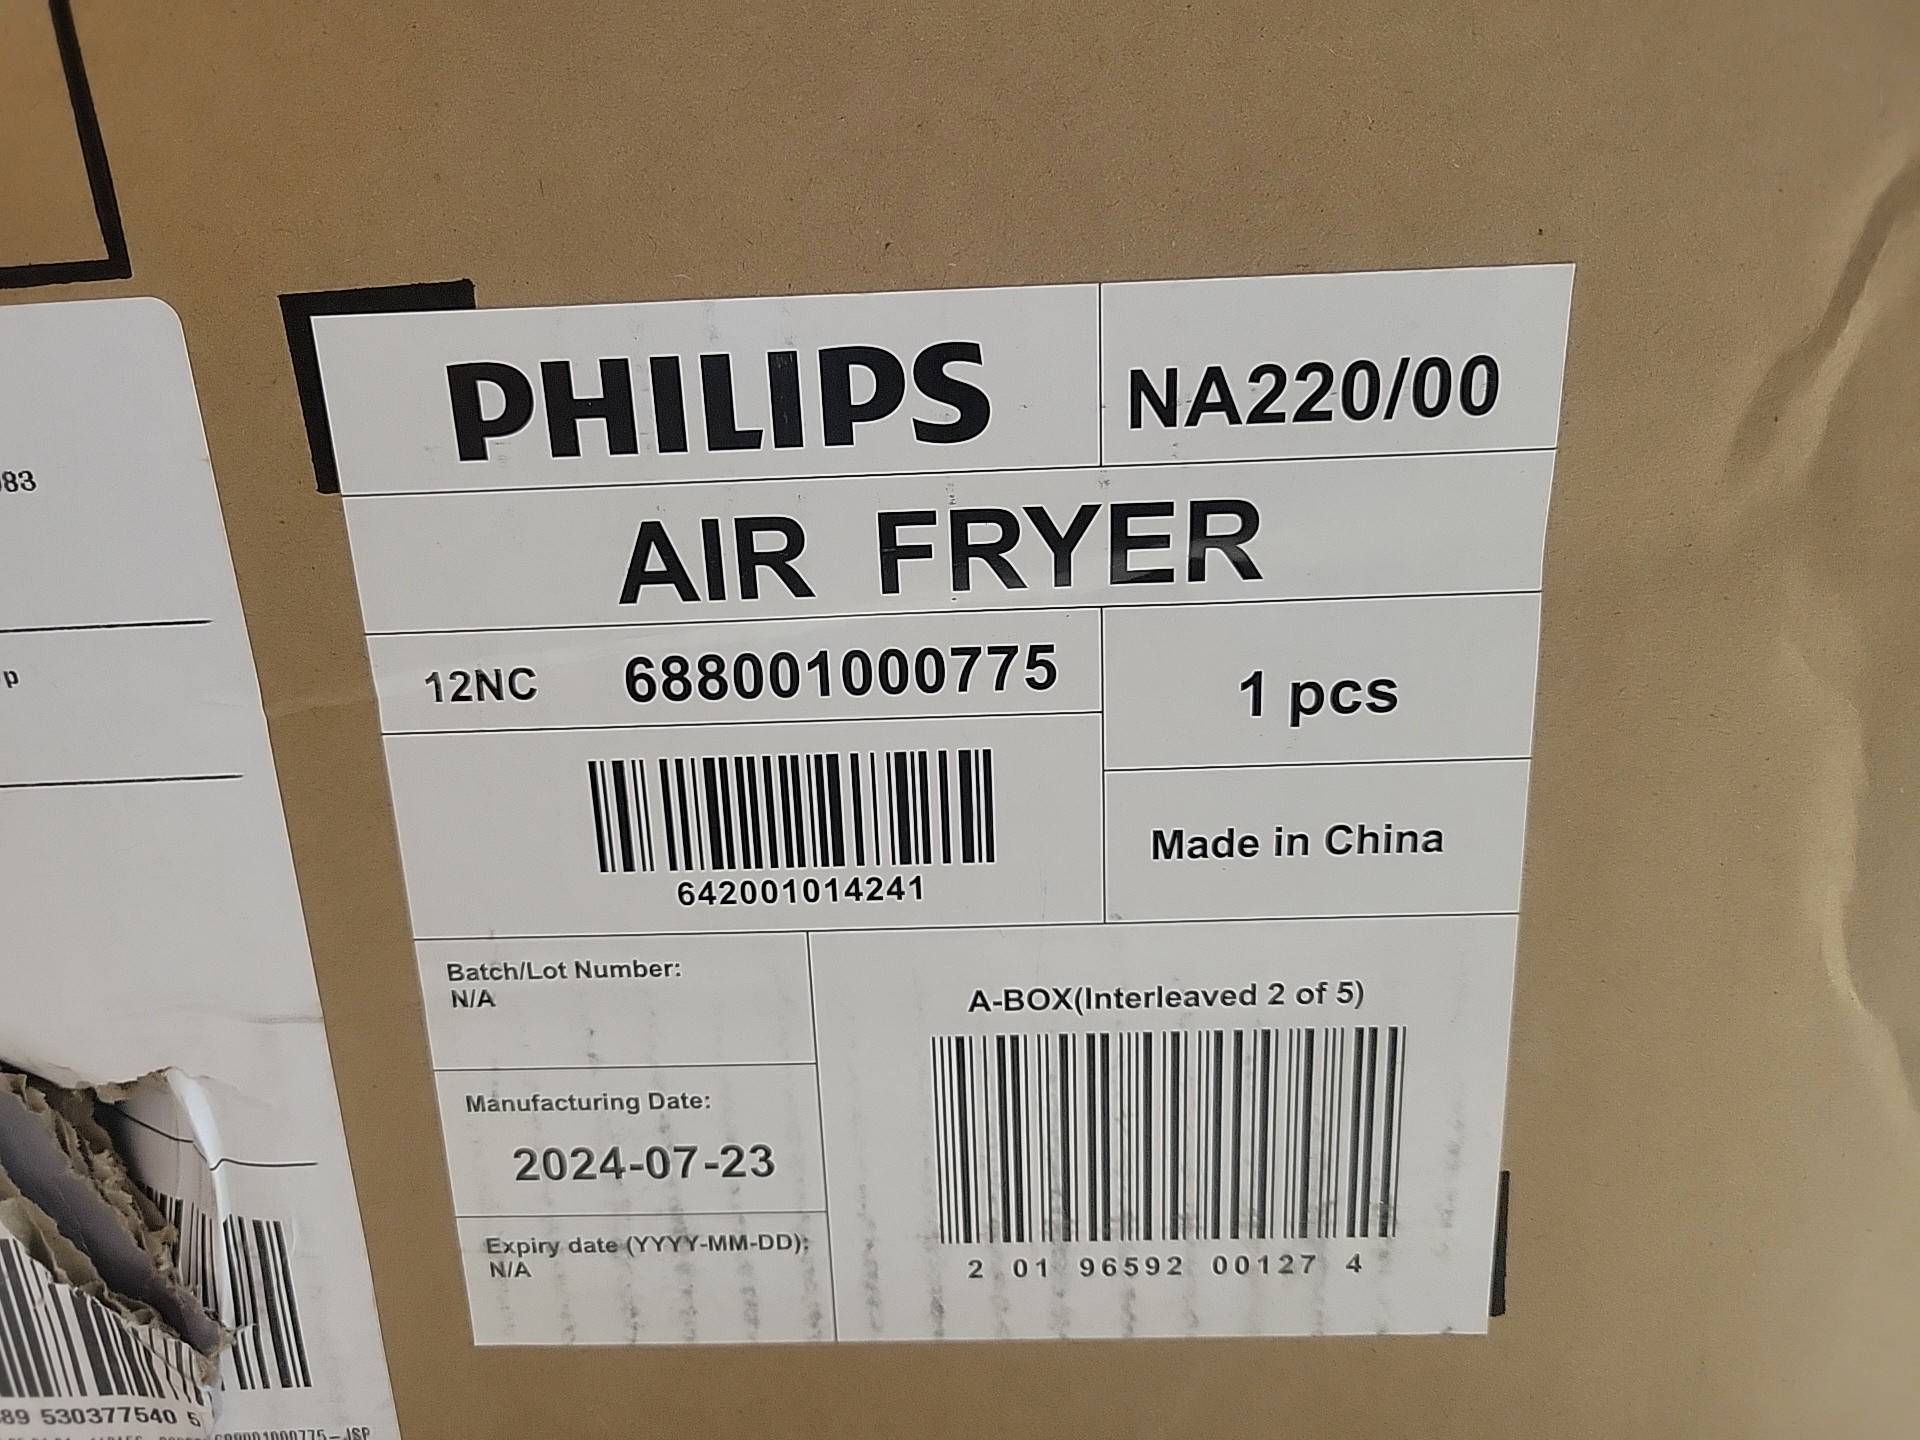 PHILIPS
NA220/00
AIR FRYER
12NC 688001000775
1 pcs
642001014241
Made in China
Batch/Lot Number:
N/A
A-BOX(Interleaved 2 of 5)
Manufacturing Date:
2024-07-23
Expiry date (YYYY-MM-DD):
N/A
2 01 96592 00127 4
83
p
89 530377540 5
688001000775-JSP